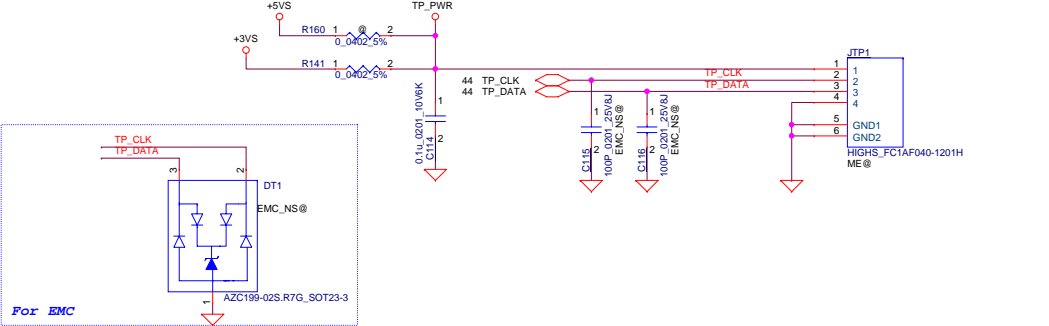 +5VS
TP_PWR
R160 1 @ 2
0_0402_5%
+3VS
R141 1 2
0_0402_5%
JTP1
44 TP_CLK
44 TP_DATA
TP_CLK
TP_DATA
1 1
2 2
3 3
4 4
5 GND1
6 GND2
HIGHS_FC1AF040-1201H
ME@
1
2
C114
0.1u_0201_10V6K
1
2
C115
100P_0201_25V8J
EMC_NS@
1
2
C116
100P_0201_25V8J
EMC_NS@
TP_CLK
TP_DATA
3
2
DT1
EMC_NS@
1
AZC199-02S.R7G_SOT23-3
For EMC